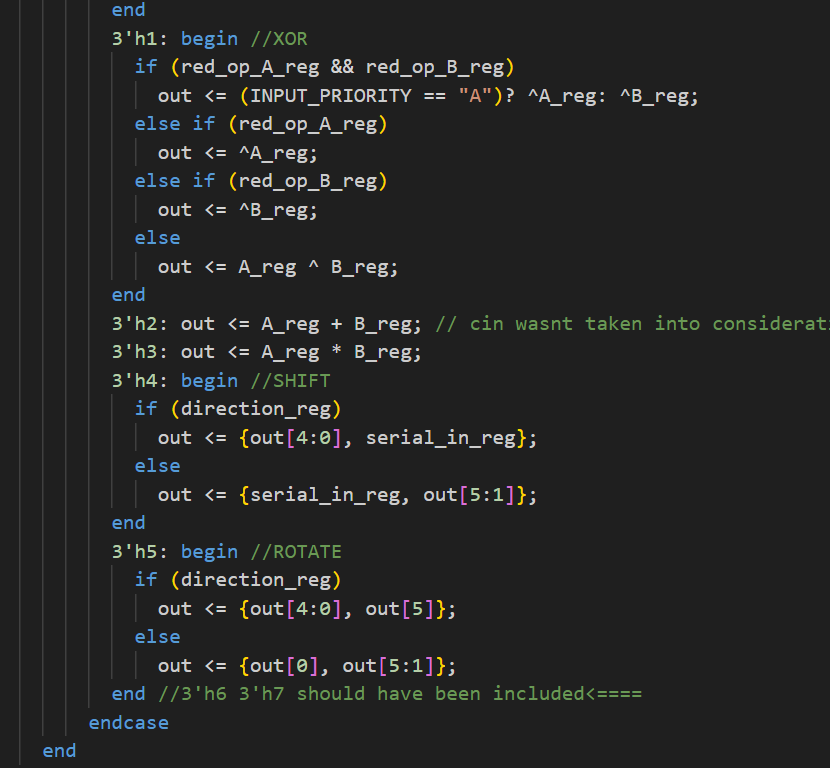 end
3'h1: begin //XOR
if (red_op_A_reg && red_op_B_reg)
out <= (INPUT_PRIORITY == "A")? ^A_reg: ^B_reg;
else if (red_op_A_reg)
out <= ^A_reg;
else if (red_op_B_reg)
out <= ^B_reg;
else
out <= A_reg ^ B_reg;
end
3'h2: out <= A_reg + B_reg; // cin wasnt taken into considerat
3'h3: out <= A_reg * B_reg;
3'h4: begin //SHIFT
if (direction_reg)
out <= {out[4:0], serial_in_reg};
else
out <= {serial_in_reg, out[5:1]};
end
3'h5: begin //ROTATE
if (direction_reg)
out <= {out[4:0], out[5]};
else
out <= {out[0], out[5:1]};
end //3'h6 3'h7 should have been included<====
endcase
end